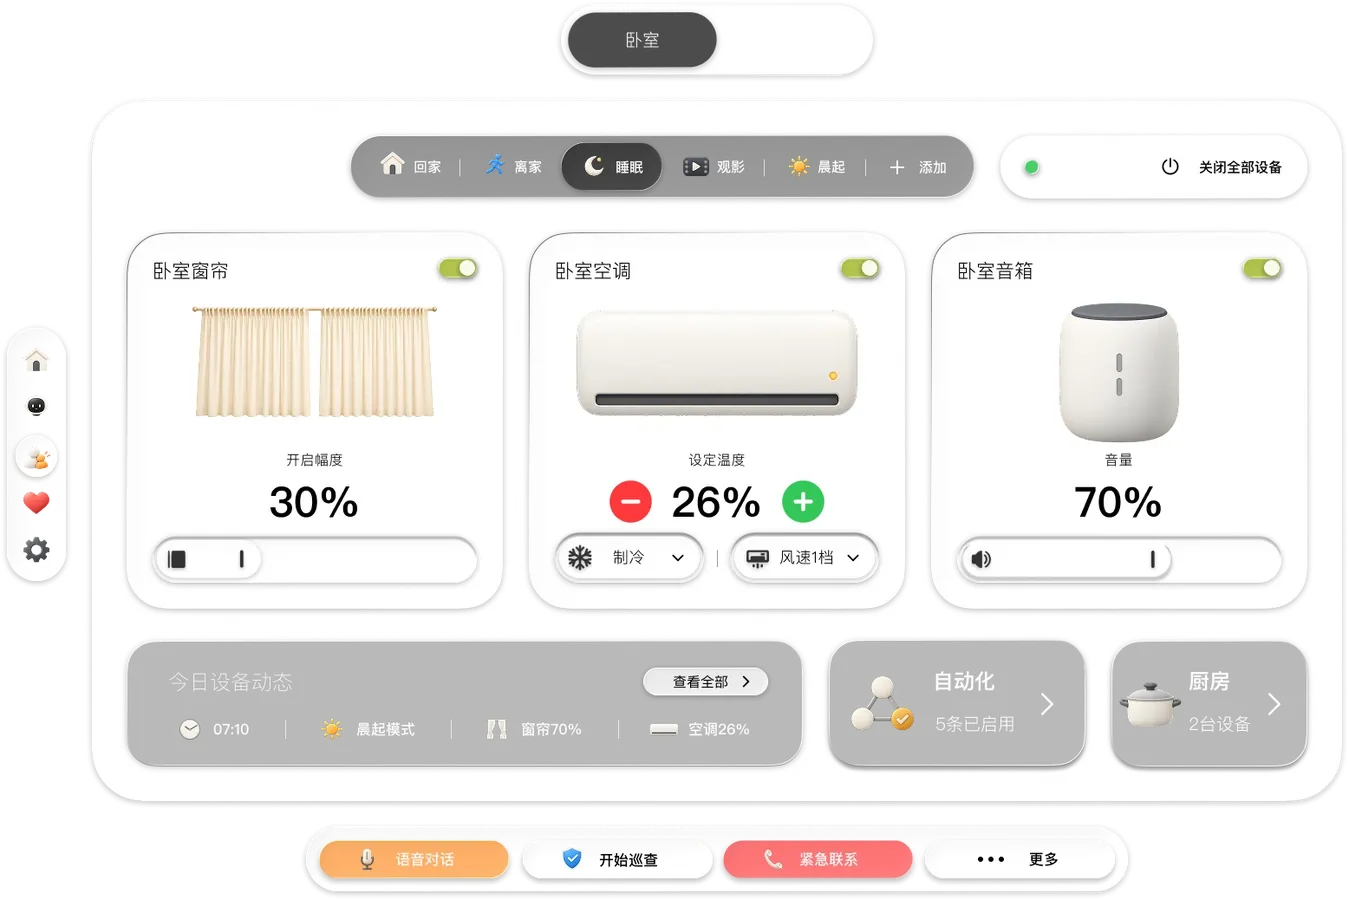 卧室
回家
离家
睡眠
观影
晨起
添加
关闭全部设备
卧室窗帘
卧室空调
卧室音箱
开启幅度
30%
设定温度
26%
制冷
风速1档
音量
70%
今日设备动态
查看全部
07:10
晨起模式
窗帘70%
空调26%
自动化
5条已启用
厨房
2台设备
语音对话
开始巡查
紧急联系
更多